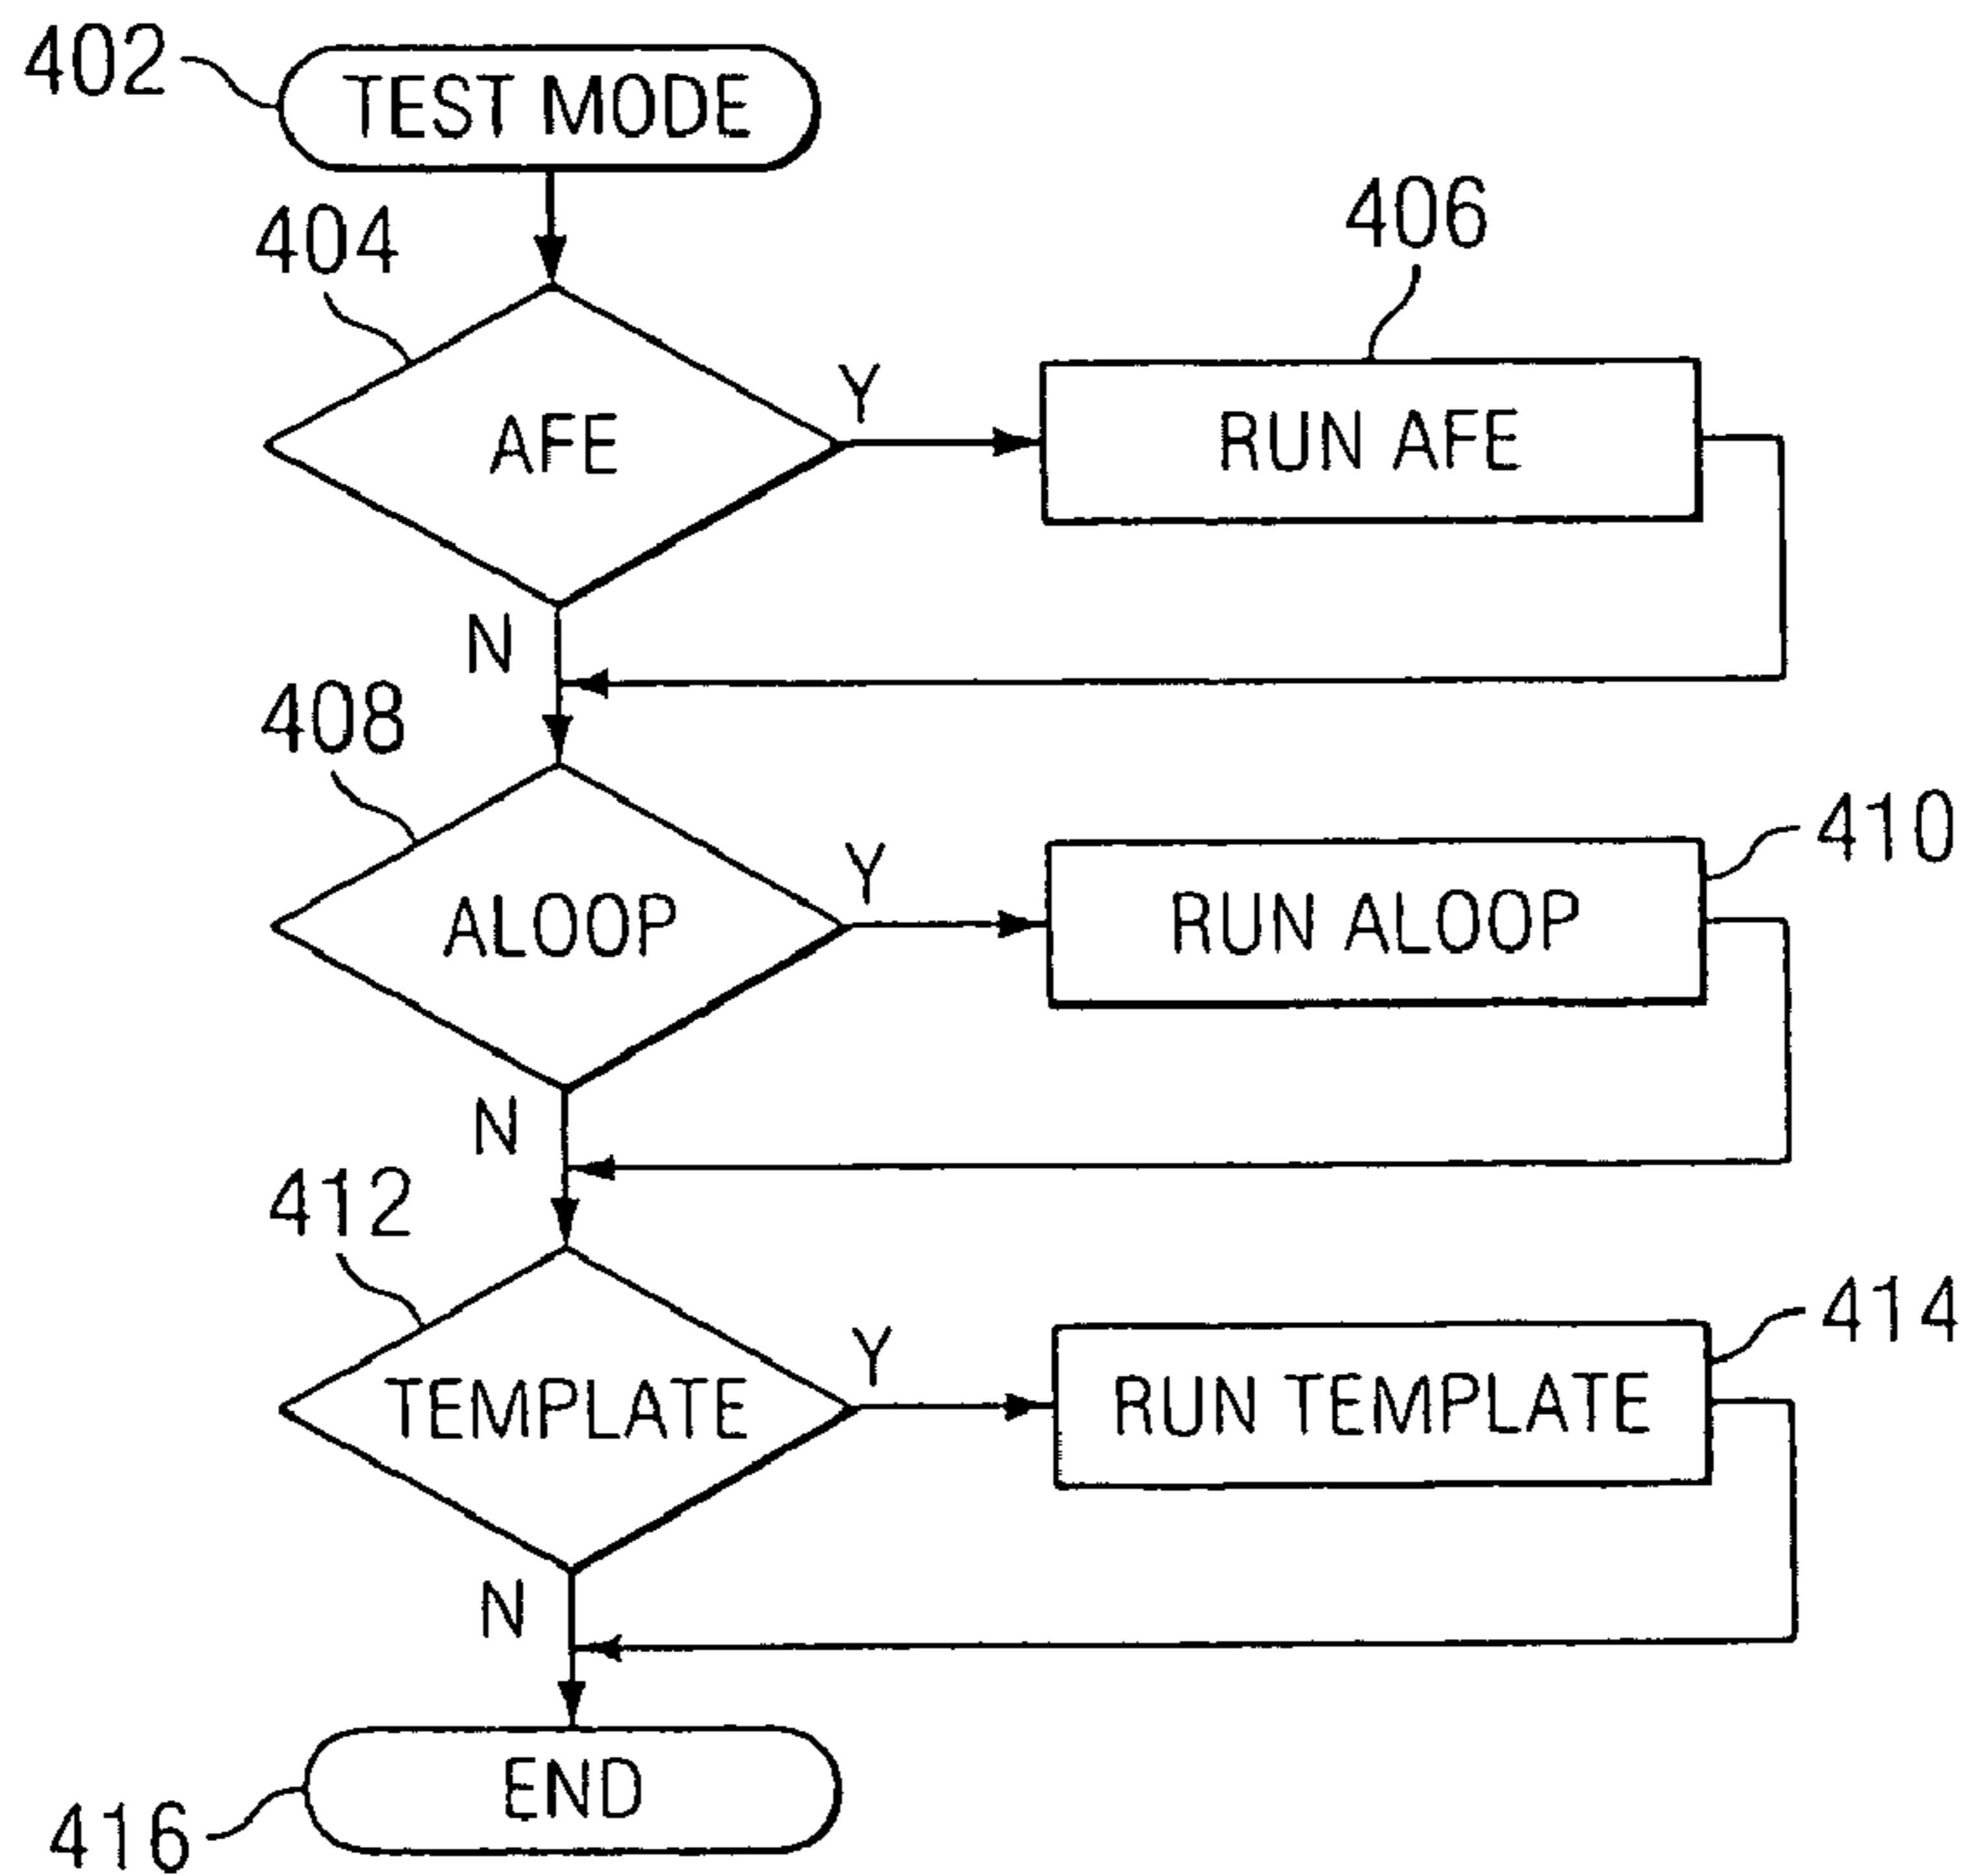 402
TEST MODE
404
406
AFE
Y
RUN AFE
N
408
410
ALOOP
Y
RUN ALOOP
N
412
414
TEMPLATE
Y
RUN TEMPLATE
N
END
416